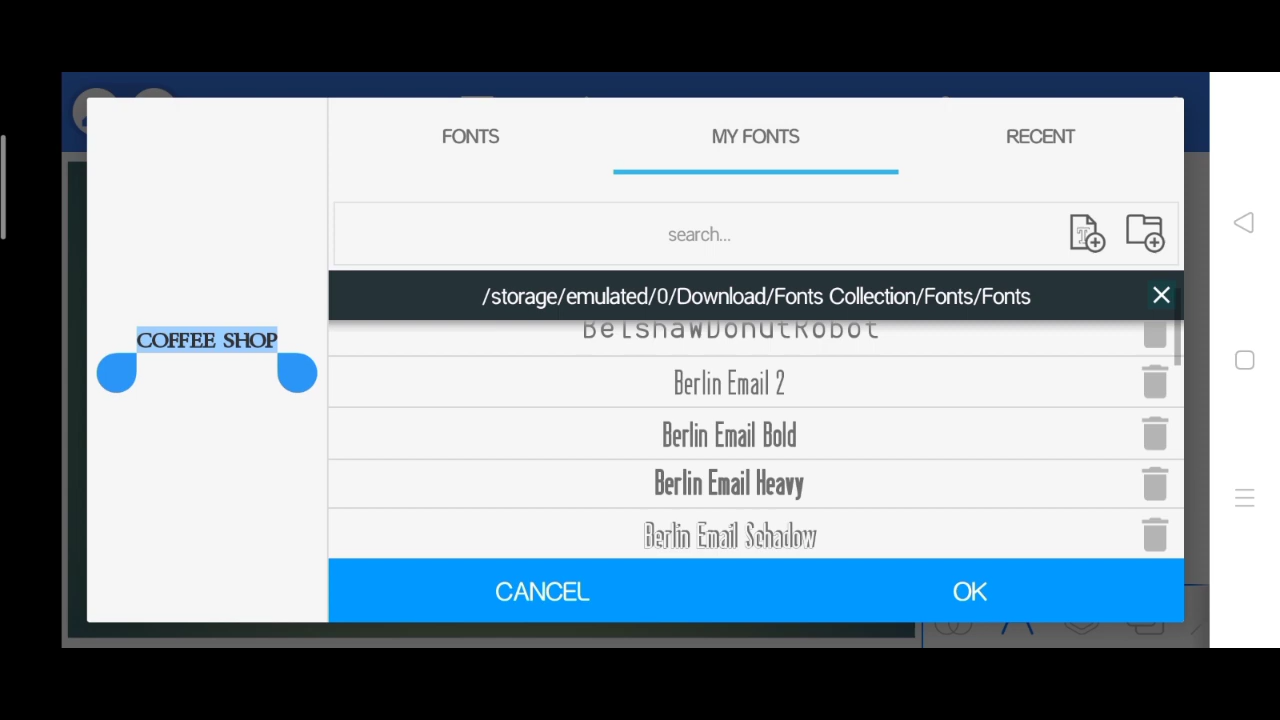 FONTS
MY FONTS
RECENT
search...
/storage/emulated/0/Download/Fonts Collection/Fonts/Fonts
COFFEE SHOP
BelshawDonutRobot
Berlin Email 2
Berlin Email Bold
Berlin Email Heavy
Berlin Email Schadow
CANCEL
OK